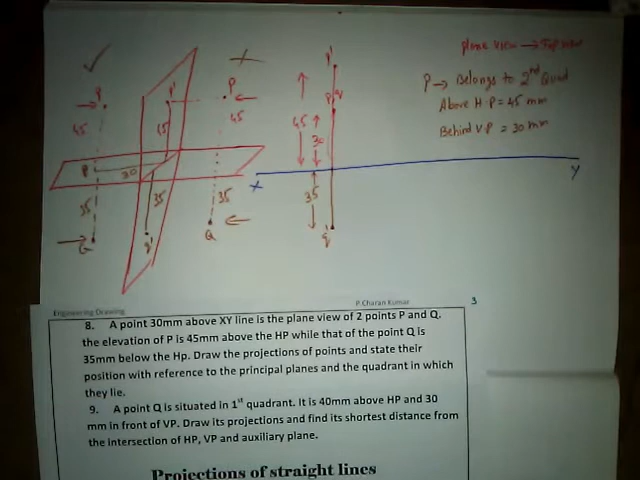 plane view → Top view
P → Belongs to 2nd Quad
Above H.P = 45 mm
Behind V.P = 30 mm
P
45
P
30
35
Q
P'
45
35
q'
P
45
35
Q
P'
45
30
35
q'
X
Y
Engineering Drawing
P.Charan Kumar
3
8. A point 30mm above XY line is the plane view of 2 points P and Q.
the elevation of P is 45mm above the HP while that of the point Q is
35mm below the Hp. Draw the projections of points and state their
position with reference to the principal planes and the quadrant in which
they lie.
9. A point Q is situated in 1st quadrant. It is 40mm above HP and 30
mm in front of VP. Draw its projections and find its shortest distance from
the intersection of HP, VP and auxiliary plane.
Projections of straight lines